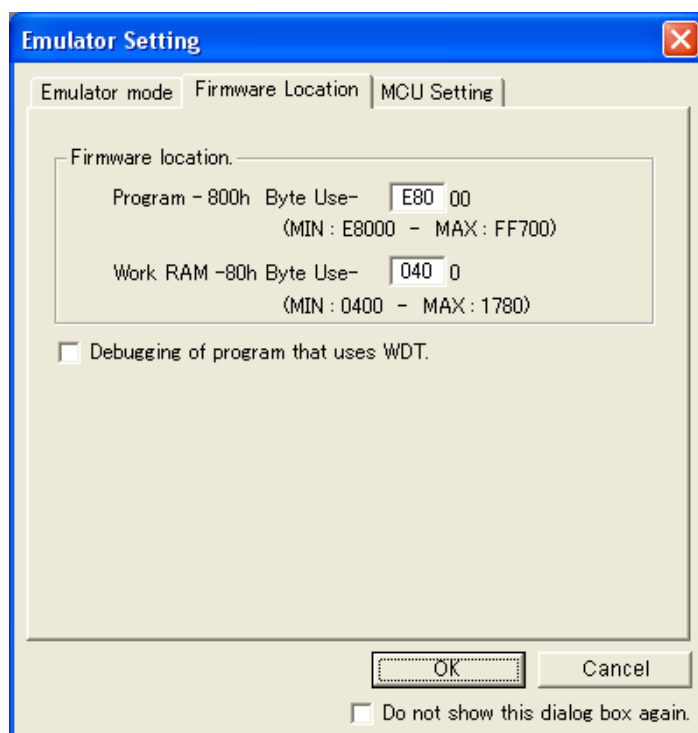 Emulator Setting
Emulator mode Firmware Location MCU Setting
Firmware location.
Program - 800h Byte Use- E80 00
(MIN : E8000 - MAX : FF700)
Work RAM -80h Byte Use- 040 0
(MIN : 0400 - MAX : 1780)
Debugging of program that uses WDT.
OK Cancel
Do not show this dialog box again.